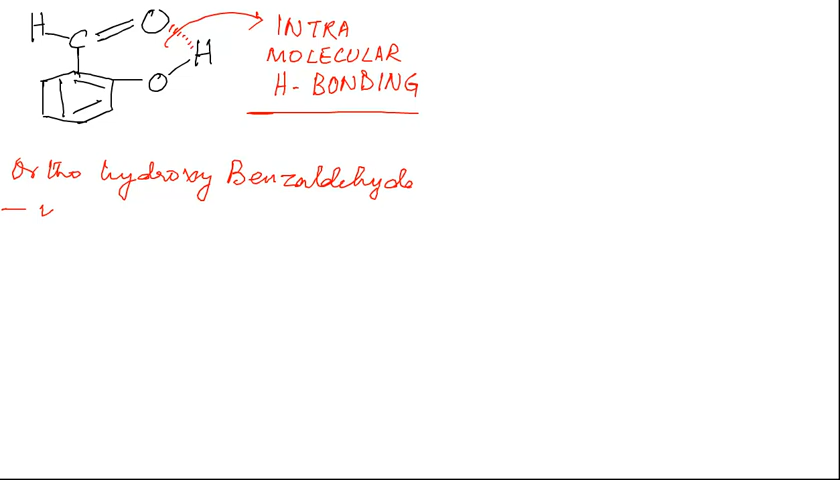 H
C
O
H
O
INTRA
MOLECULAR
H- BONDING
Ortho hydroxy Benzaldehyde
—